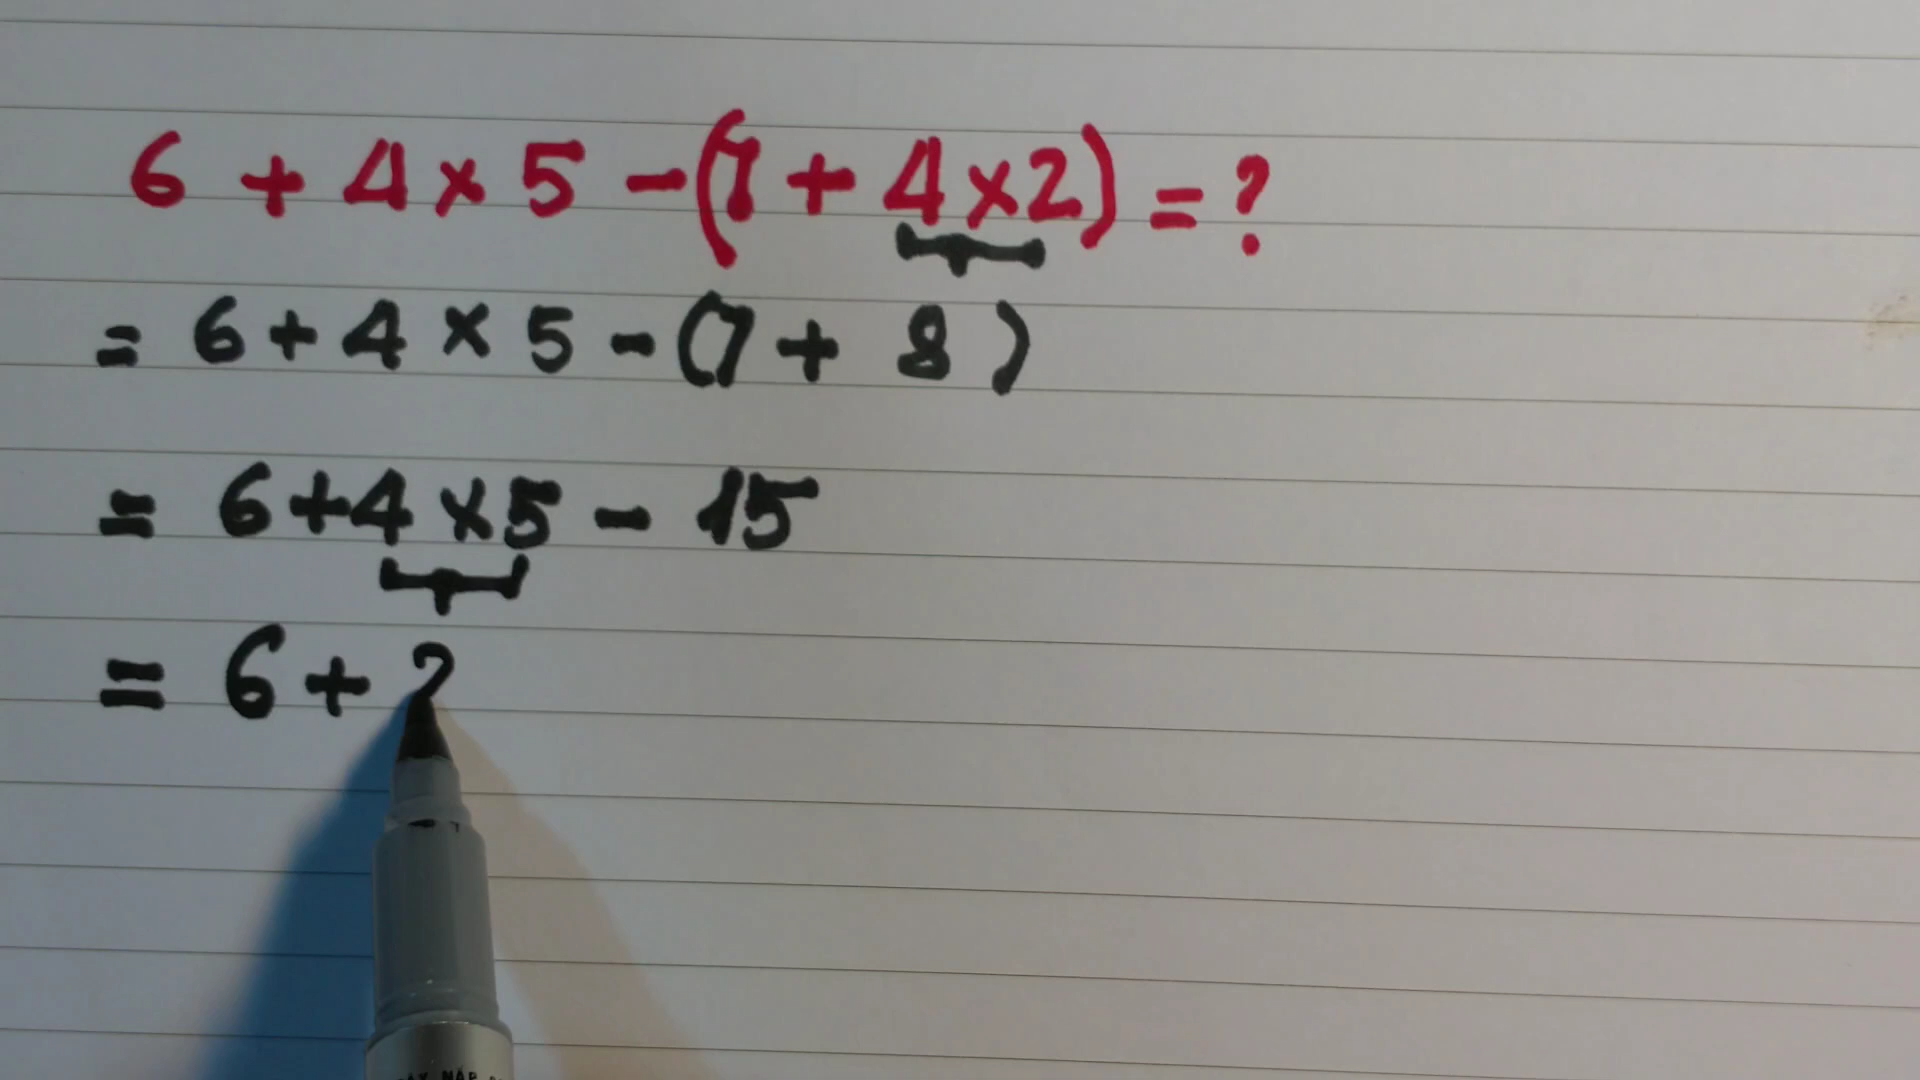 6 + 4 × 5 - (7 + 4 × 2) = ?
= 6 + 4 × 5 - (7 + 8 )
= 6 + 4 × 5 - 15
= 6 + 2